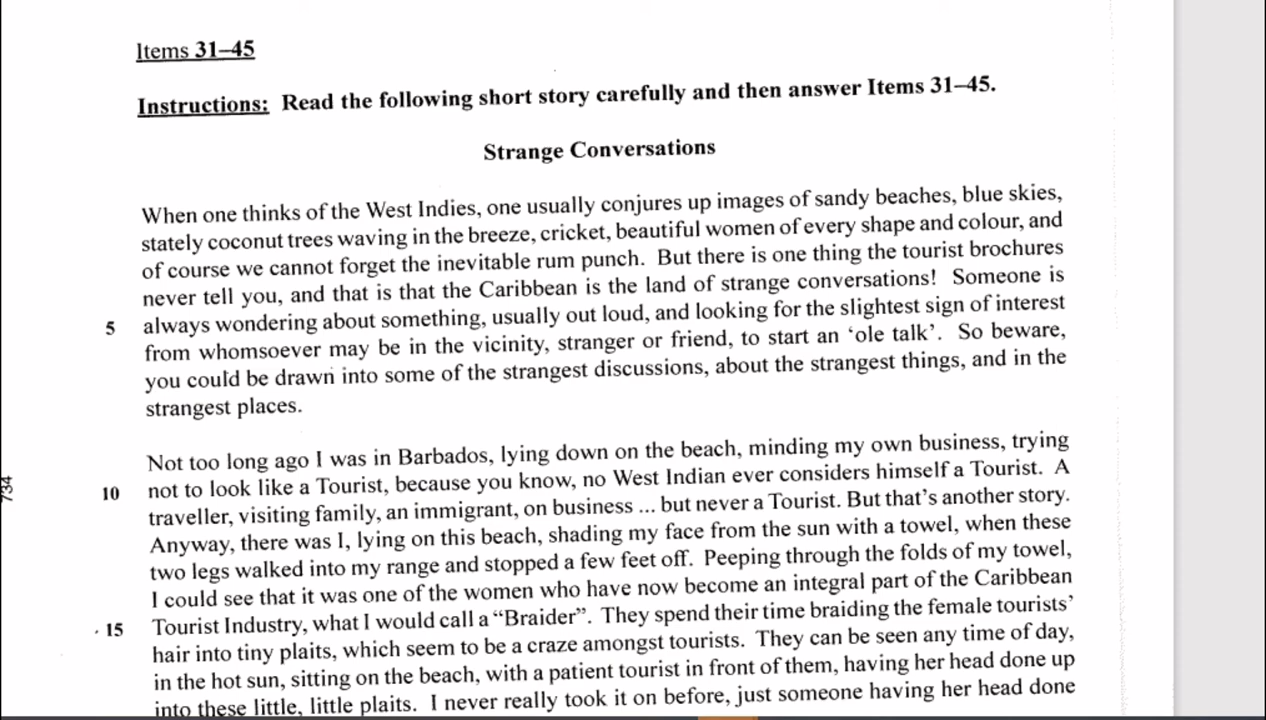 Items 31–45
Instructions: Read the following short story carefully and then answer Items 31–45.
Strange Conversations
When one thinks of the West Indies, one usually conjures up images of sandy beaches, blue skies,
stately coconut trees waving in the breeze, cricket, beautiful women of every shape and colour, and
of course we cannot forget the inevitable rum punch. But there is one thing the tourist brochures
never tell you, and that is that the Caribbean is the land of strange conversations! Someone is
5 always wondering about something, usually out loud, and looking for the slightest sign of interest
from whomsoever may be in the vicinity, stranger or friend, to start an ‘ole talk’. So beware,
you could be drawn into some of the strangest discussions, about the strangest things, and in the
strangest places.
Not too long ago I was in Barbados, lying down on the beach, minding my own business, trying
10 not to look like a Tourist, because you know, no West Indian ever considers himself a Tourist. A
traveller, visiting family, an immigrant, on business ... but never a Tourist. But that’s another story.
Anyway, there was I, lying on this beach, shading my face from the sun with a towel, when these
two legs walked into my range and stopped a few feet off. Peeping through the folds of my towel,
I could see that it was one of the women who have now become an integral part of the Caribbean
15 Tourist Industry, what I would call a “Braider”. They spend their time braiding the female tourists’
hair into tiny plaits, which seem to be a craze amongst tourists. They can be seen any time of day,
in the hot sun, sitting on the beach, with a patient tourist in front of them, having her head done up
into these little, little plaits. I never really took it on before, just someone having her head done
734